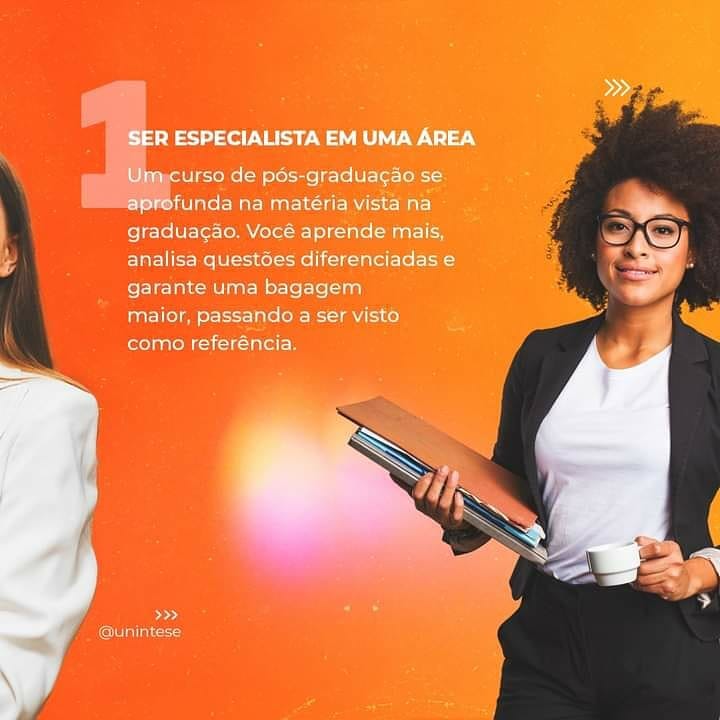 1
SER ESPECIALISTA EM UMA ÁREA
Um curso de pós-graduação se
aprofunda na matéria vista na
graduação. Você aprende mais,
analisa questões diferenciadas e
garante uma bagagem
maior, passando a ser visto
como referência.
@unintese